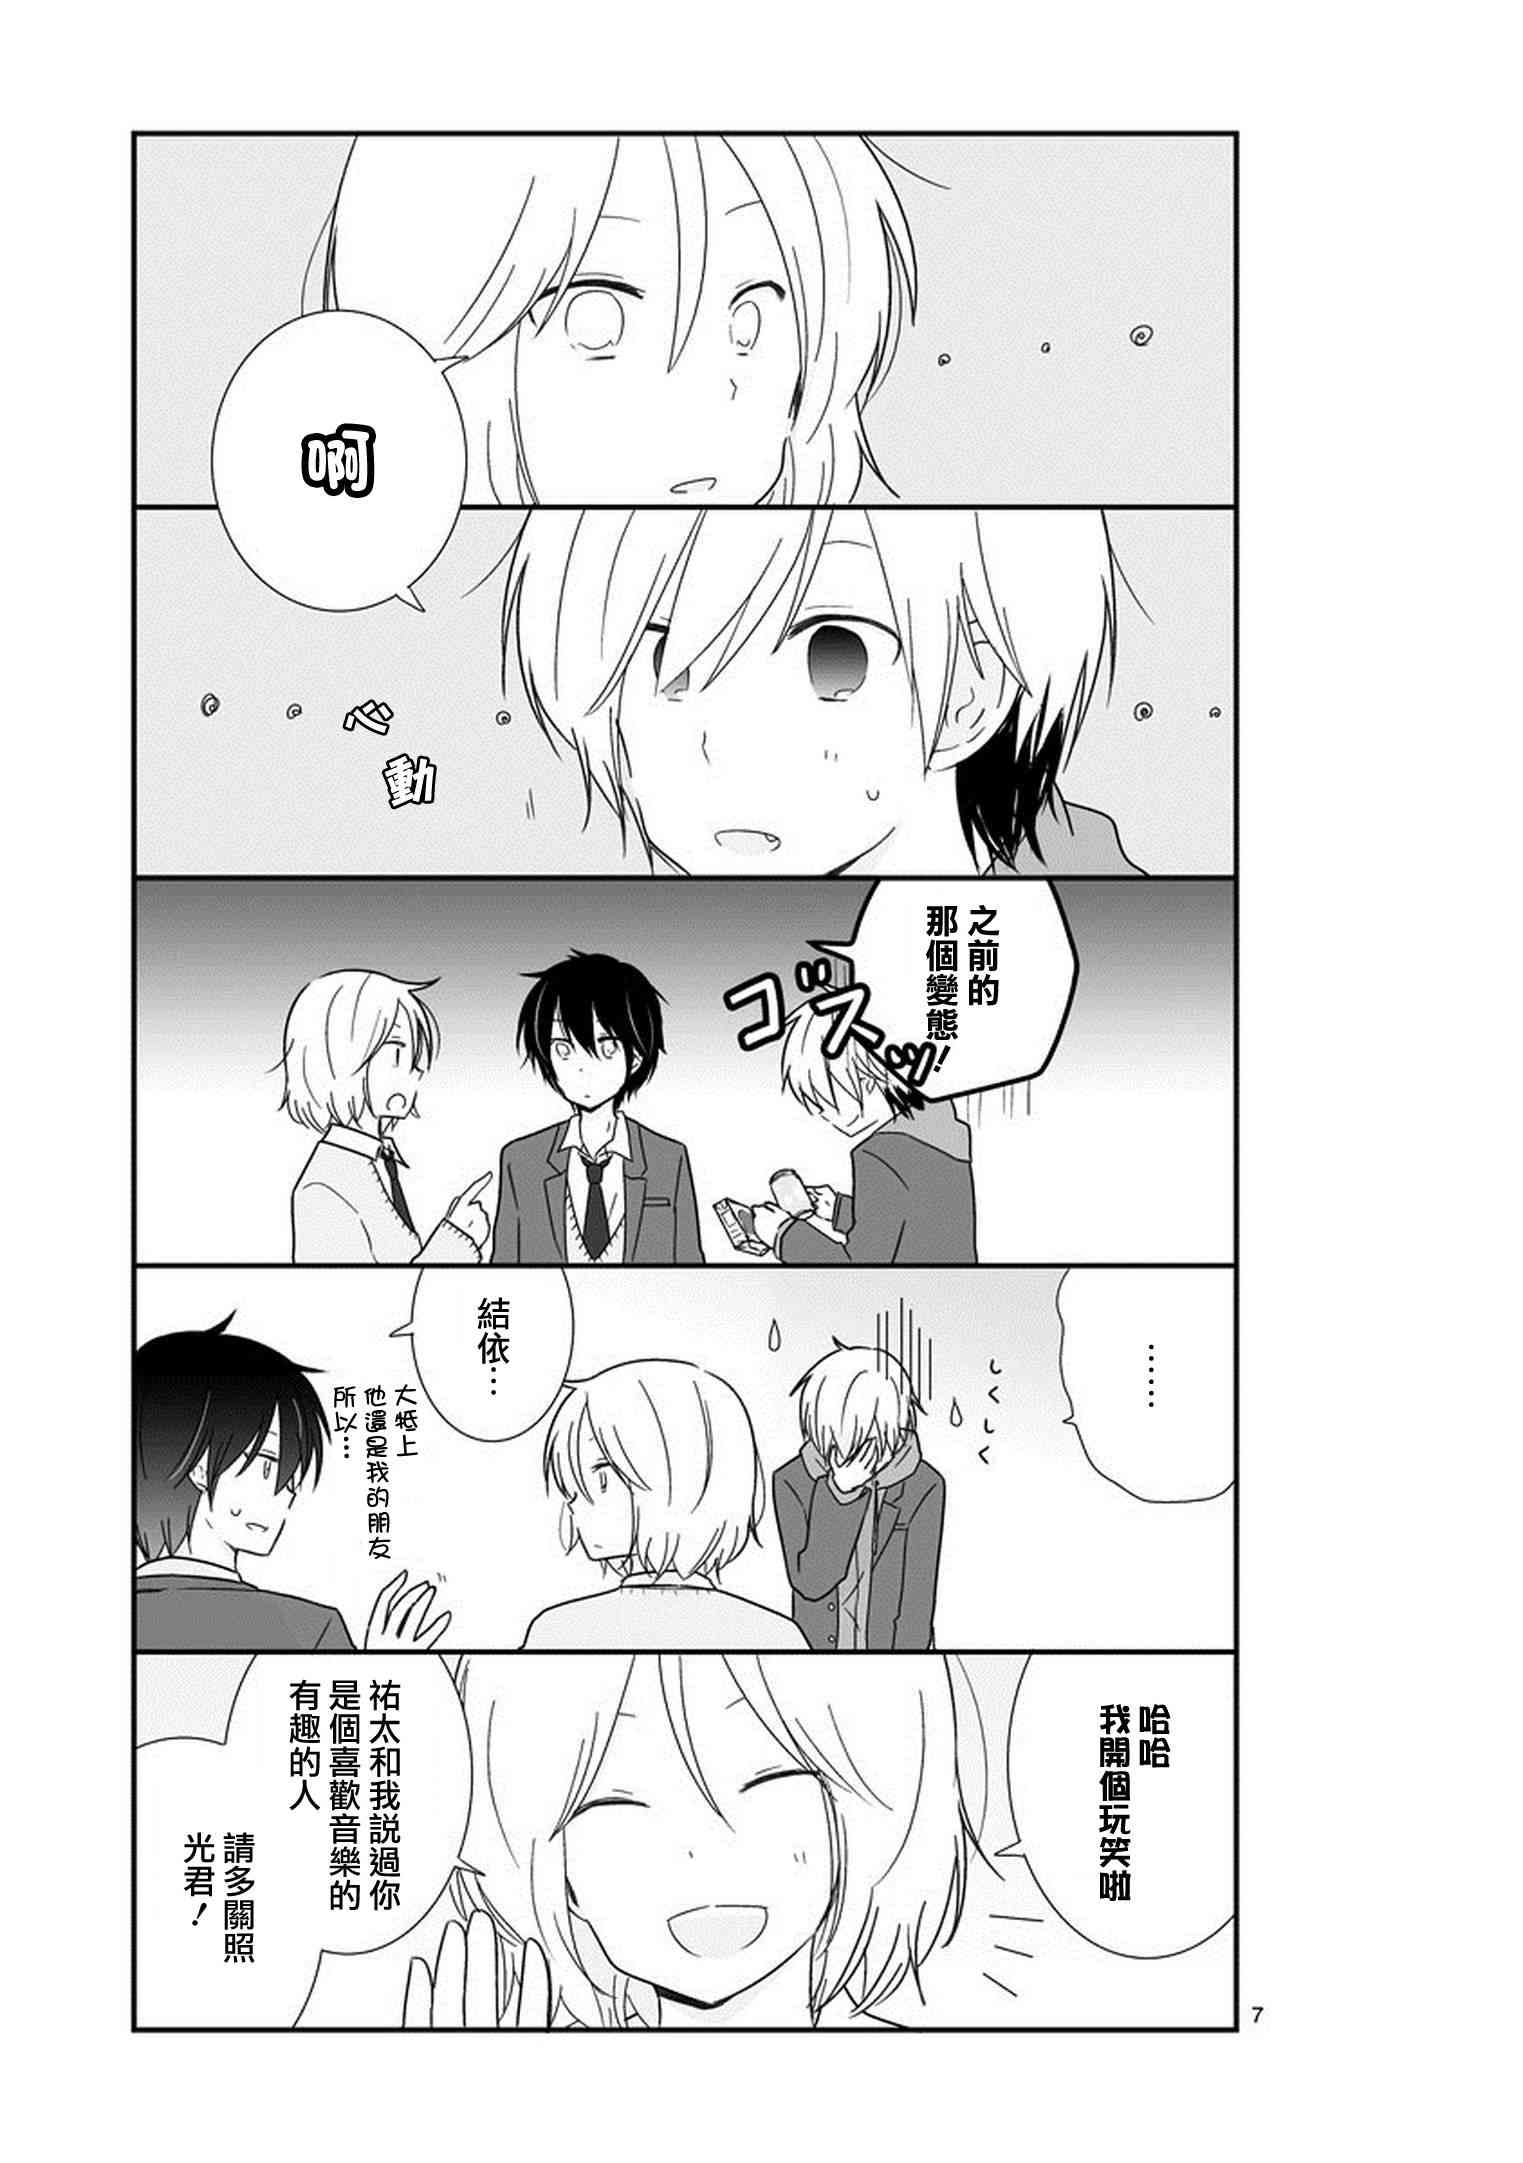 啊
心
動
之前的
那個變態！
ゴスッ
……
しくしく
結依…
大牴上
他還是我的朋友
所以…
哈哈
我開個玩笑啦
祐太和我説過你
是個喜歡音樂的
有趣的人
請多關照
光君！
7